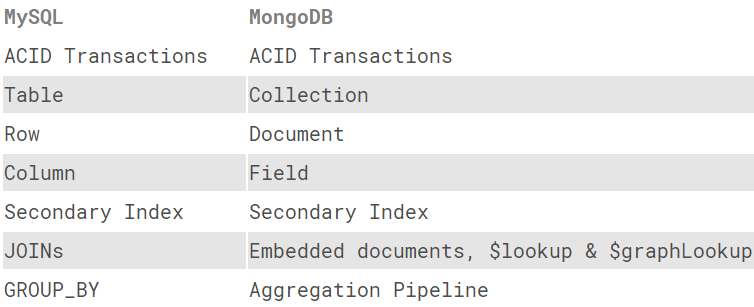 MySQL MongoDB
ACID Transactions ACID Transactions
Table Collection
Row Document
Column Field
Secondary Index Secondary Index
JOINs Embedded documents, $lookup & $graphLookup
GROUP_BY Aggregation Pipeline